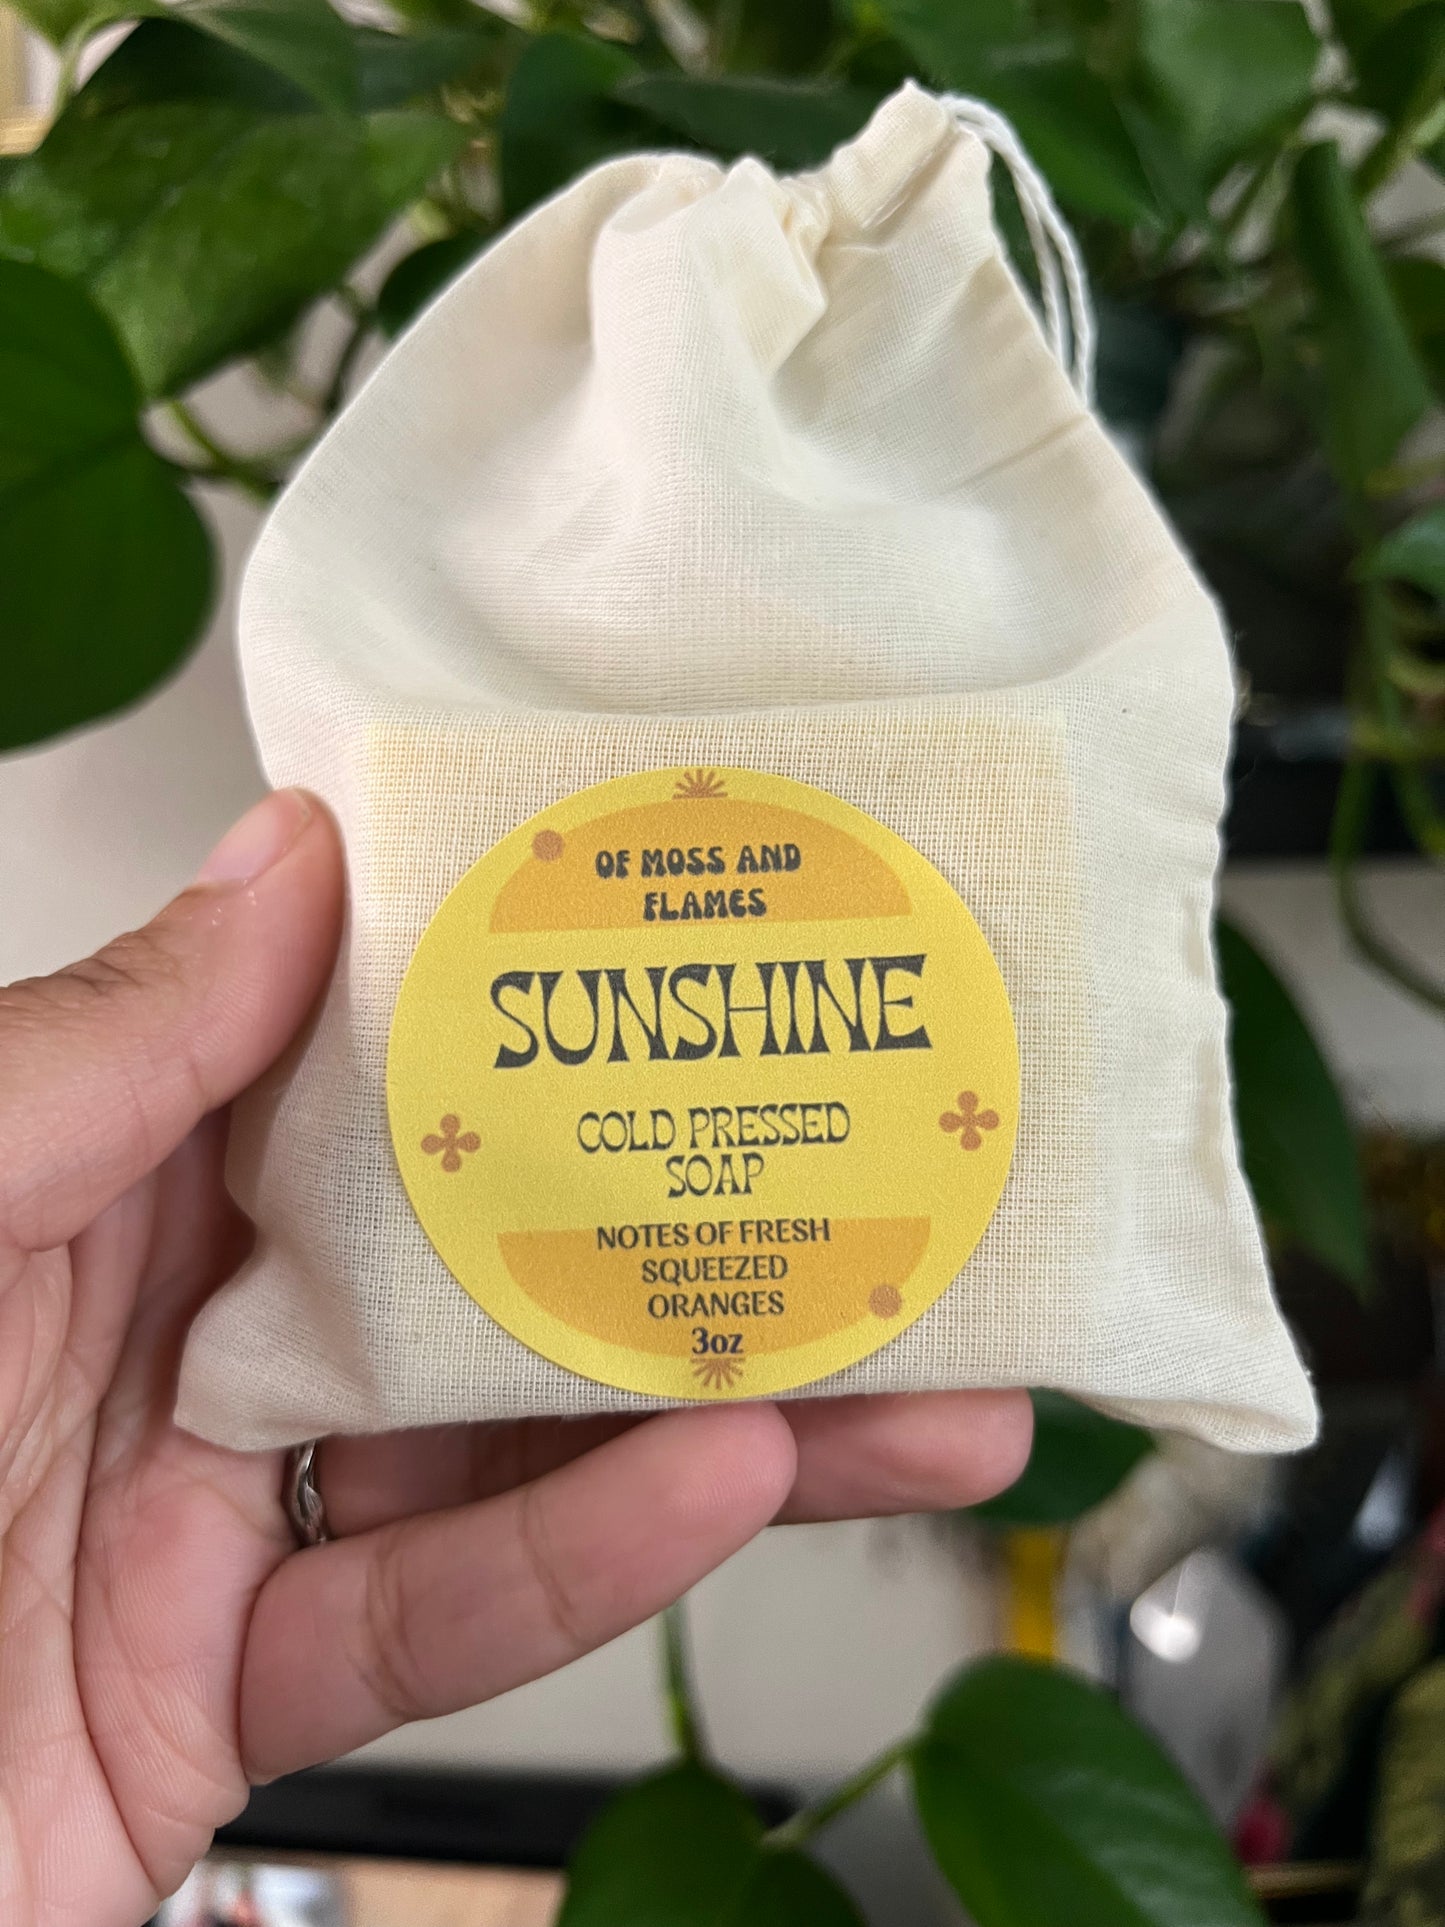 OF MOSS AND
FLAMES
SUNSHINE
COLD PRESSED
SOAP
NOTES OF FRESH
SQUEEZED
ORANGES
3oz